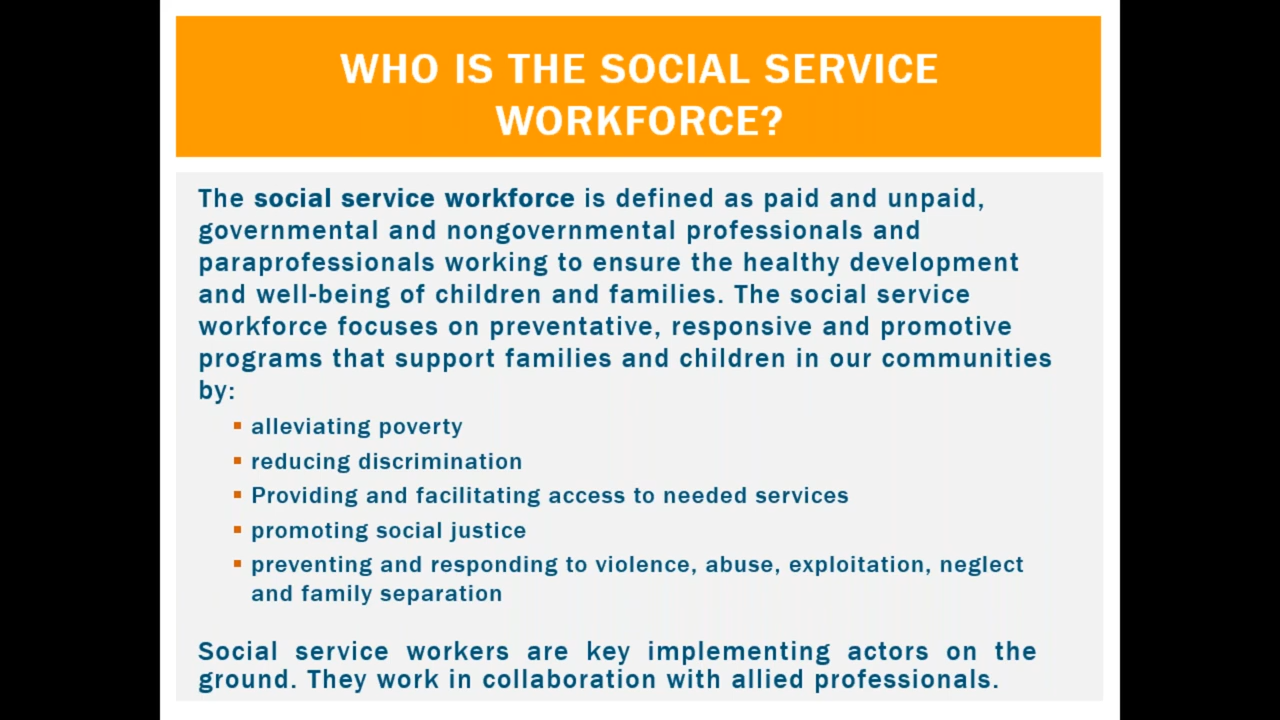 WHO IS THE SOCIAL SERVICE
WORKFORCE?
The social service workforce is defined as paid and unpaid,
governmental and nongovernmental professionals and
paraprofessionals working to ensure the healthy development
and well-being of children and families. The social service
workforce focuses on preventative, responsive and promotive
programs that support families and children in our communities
by:
▪ alleviating poverty
▪ reducing discrimination
▪ Providing and facilitating access to needed services
▪ promoting social justice
▪ preventing and responding to violence, abuse, exploitation, neglect
and family separation
Social service workers are key implementing actors on the
ground. They work in collaboration with allied professionals.